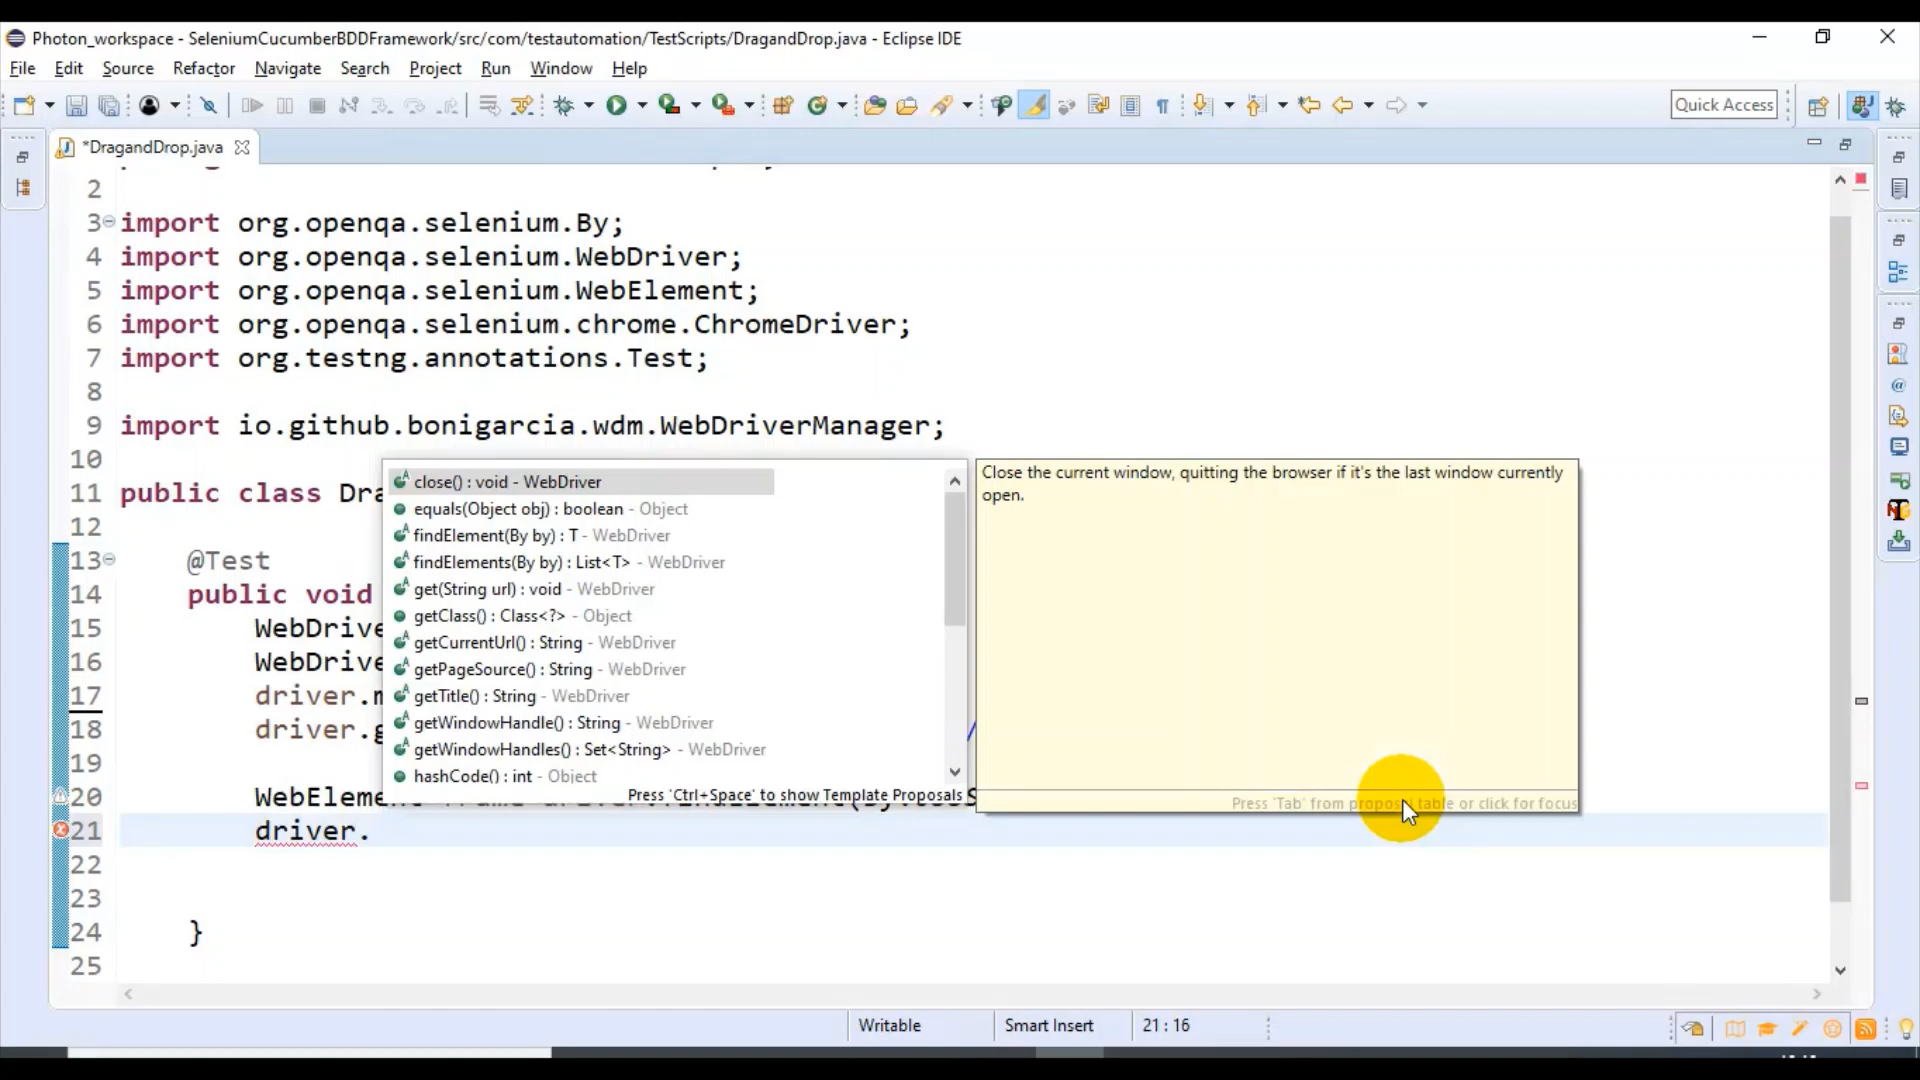 Photon_workspace - SeleniumCucumberBDDFramework/src/com/testautomation/TestScripts/DragandDrop.java - Eclipse IDE
File Edit Source Refactor Navigate Search Project Run Window Help
Quick Access
*DragandDrop.java
2
3 import org.openqa.selenium.By;
4 import org.openqa.selenium.WebDriver;
5 import org.openqa.selenium.WebElement;
6 import org.openqa.selenium.chrome.ChromeDriver;
7 import org.testng.annotations.Test;
8
9 import io.github.bonigarcia.wdm.WebDriverManager;
10
11 public class Dra
12
13 @Test
14 public void
15 WebDrive
16 WebDrive
17 driver.m
18 driver.g /
19
20 WebElement
21 driver.
22
23
24 }
25
close() : void - WebDriver
equals(Object obj) : boolean - Object
findElement(By by) : T - WebDriver
findElements(By by) : List<T> - WebDriver
get(String url) : void - WebDriver
getClass() : Class<?> - Object
getCurrentUrl() : String - WebDriver
getPageSource() : String - WebDriver
getTitle() : String - WebDriver
getWindowHandle() : String - WebDriver
getWindowHandles() : Set<String> - WebDriver
hashCode() : int - Object
Press 'Ctrl+Space' to show Template Proposals
Close the current window, quitting the browser if it's the last window currently
open.
Press 'Tab' from proposal table or click for focus
Writable Smart Insert 21 : 16